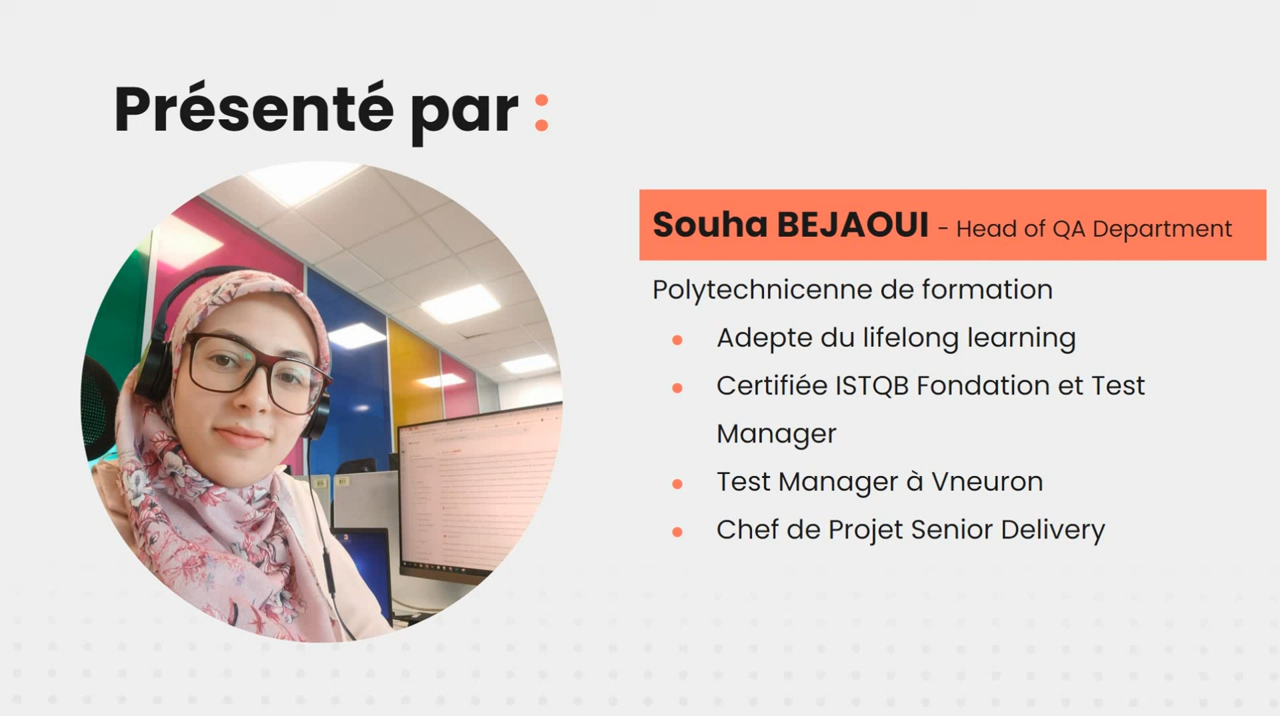 Présenté par :
Souha BEJAOUI - Head of QA Department
Polytechnicenne de formation
Adepte du lifelong learning
Certifiée ISTQB Fondation et Test
Manager
Test Manager à Vneuron
Chef de Projet Senior Delivery